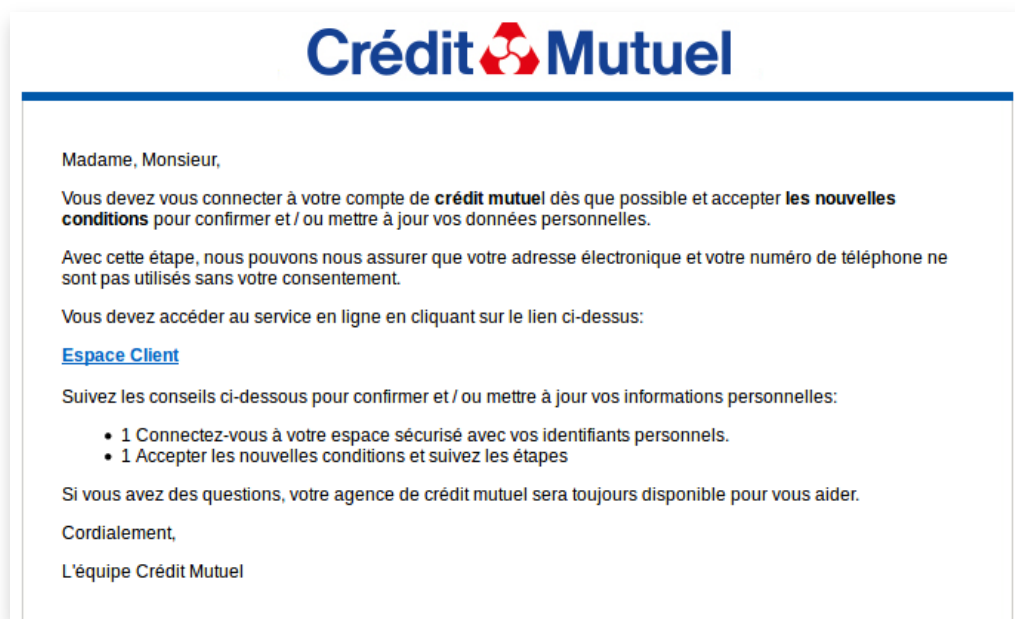 Crédit Mutuel
Madame, Monsieur,
Vous devez vous connecter à votre compte de crédit mutuel dès que possible et accepter les nouvelles
conditions pour confirmer et / ou mettre à jour vos données personnelles.
Avec cette étape, nous pouvons nous assurer que votre adresse électronique et votre numéro de téléphone ne
sont pas utilisés sans votre consentement.
Vous devez accéder au service en ligne en cliquant sur le lien ci-dessus:
Espace Client
Suivez les conseils ci-dessous pour confirmer et / ou mettre à jour vos informations personnelles:
• 1 Connectez-vous à votre espace sécurisé avec vos identifiants personnels.
• 1 Accepter les nouvelles conditions et suivez les étapes
Si vous avez des questions, votre agence de crédit mutuel sera toujours disponible pour vous aider.
Cordialement,
L'équipe Crédit Mutuel